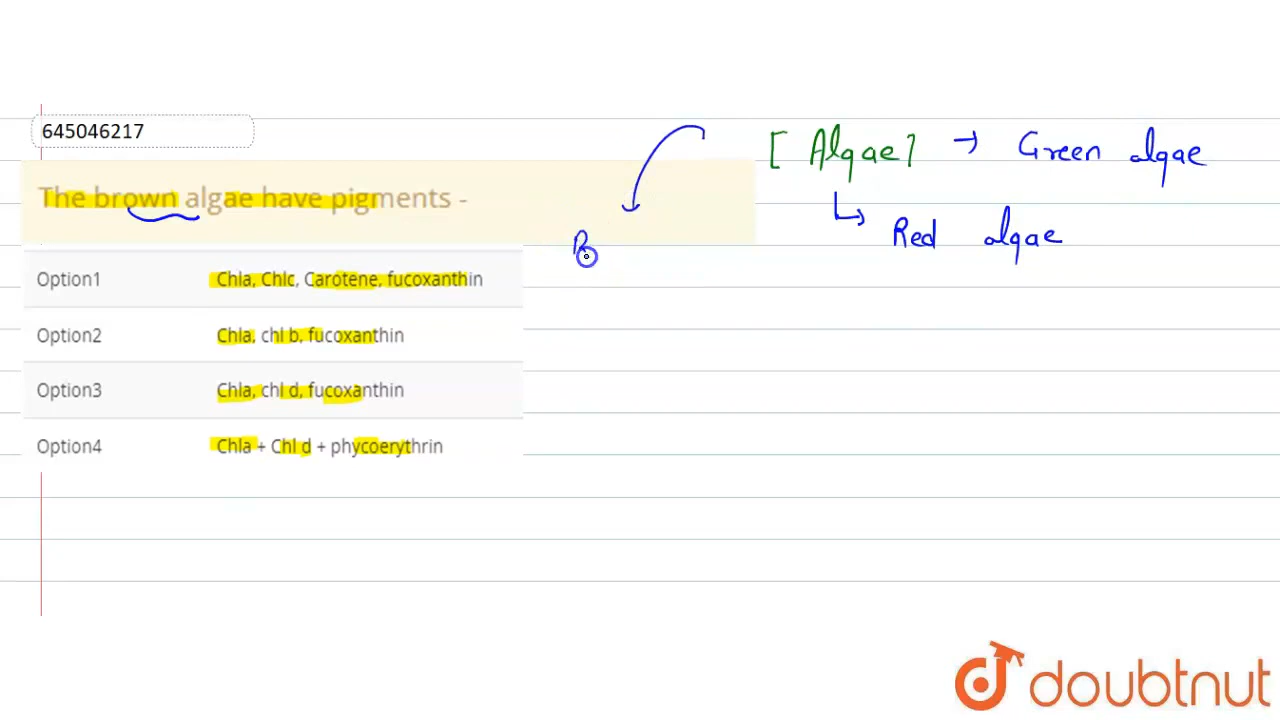 645046217
[ Algae] → Green algae
The brown algae have pigments -
↳ Red algae
B
Option1 Chla, Chlc, Carotene, fucoxanthin
Option2 Chla, chl b, fucoxanthin
Option3 Chla, chl d, fucoxanthin
Option4 Chla + Chl d + phycoerythrin
doubtnut